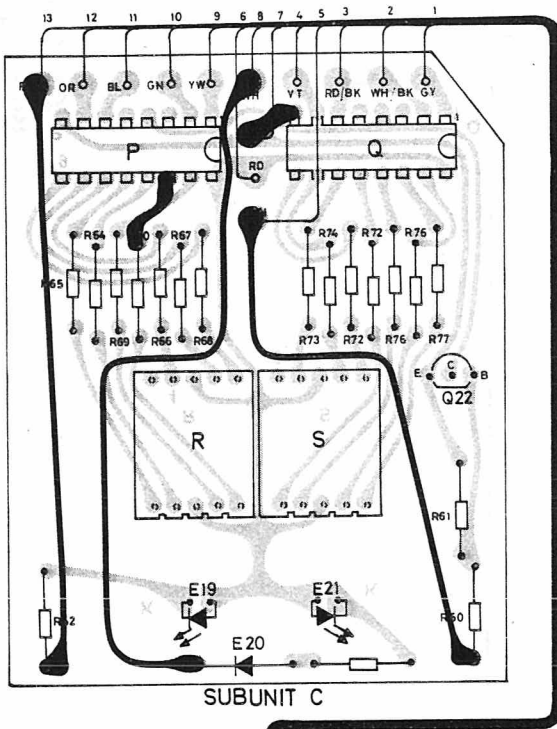 13 12 11 10 9 6 8 7 4 5 3 2 1
OR BL GN YW VT RD/BK WH/BK GY
P Q
RD
R64 R67 R74 R72 R76
R65
R69 R66 R68 R73 R72 R76 R77
E C B
Q22
R S
R61
E19 E21
R60
E20
SUBUNIT C